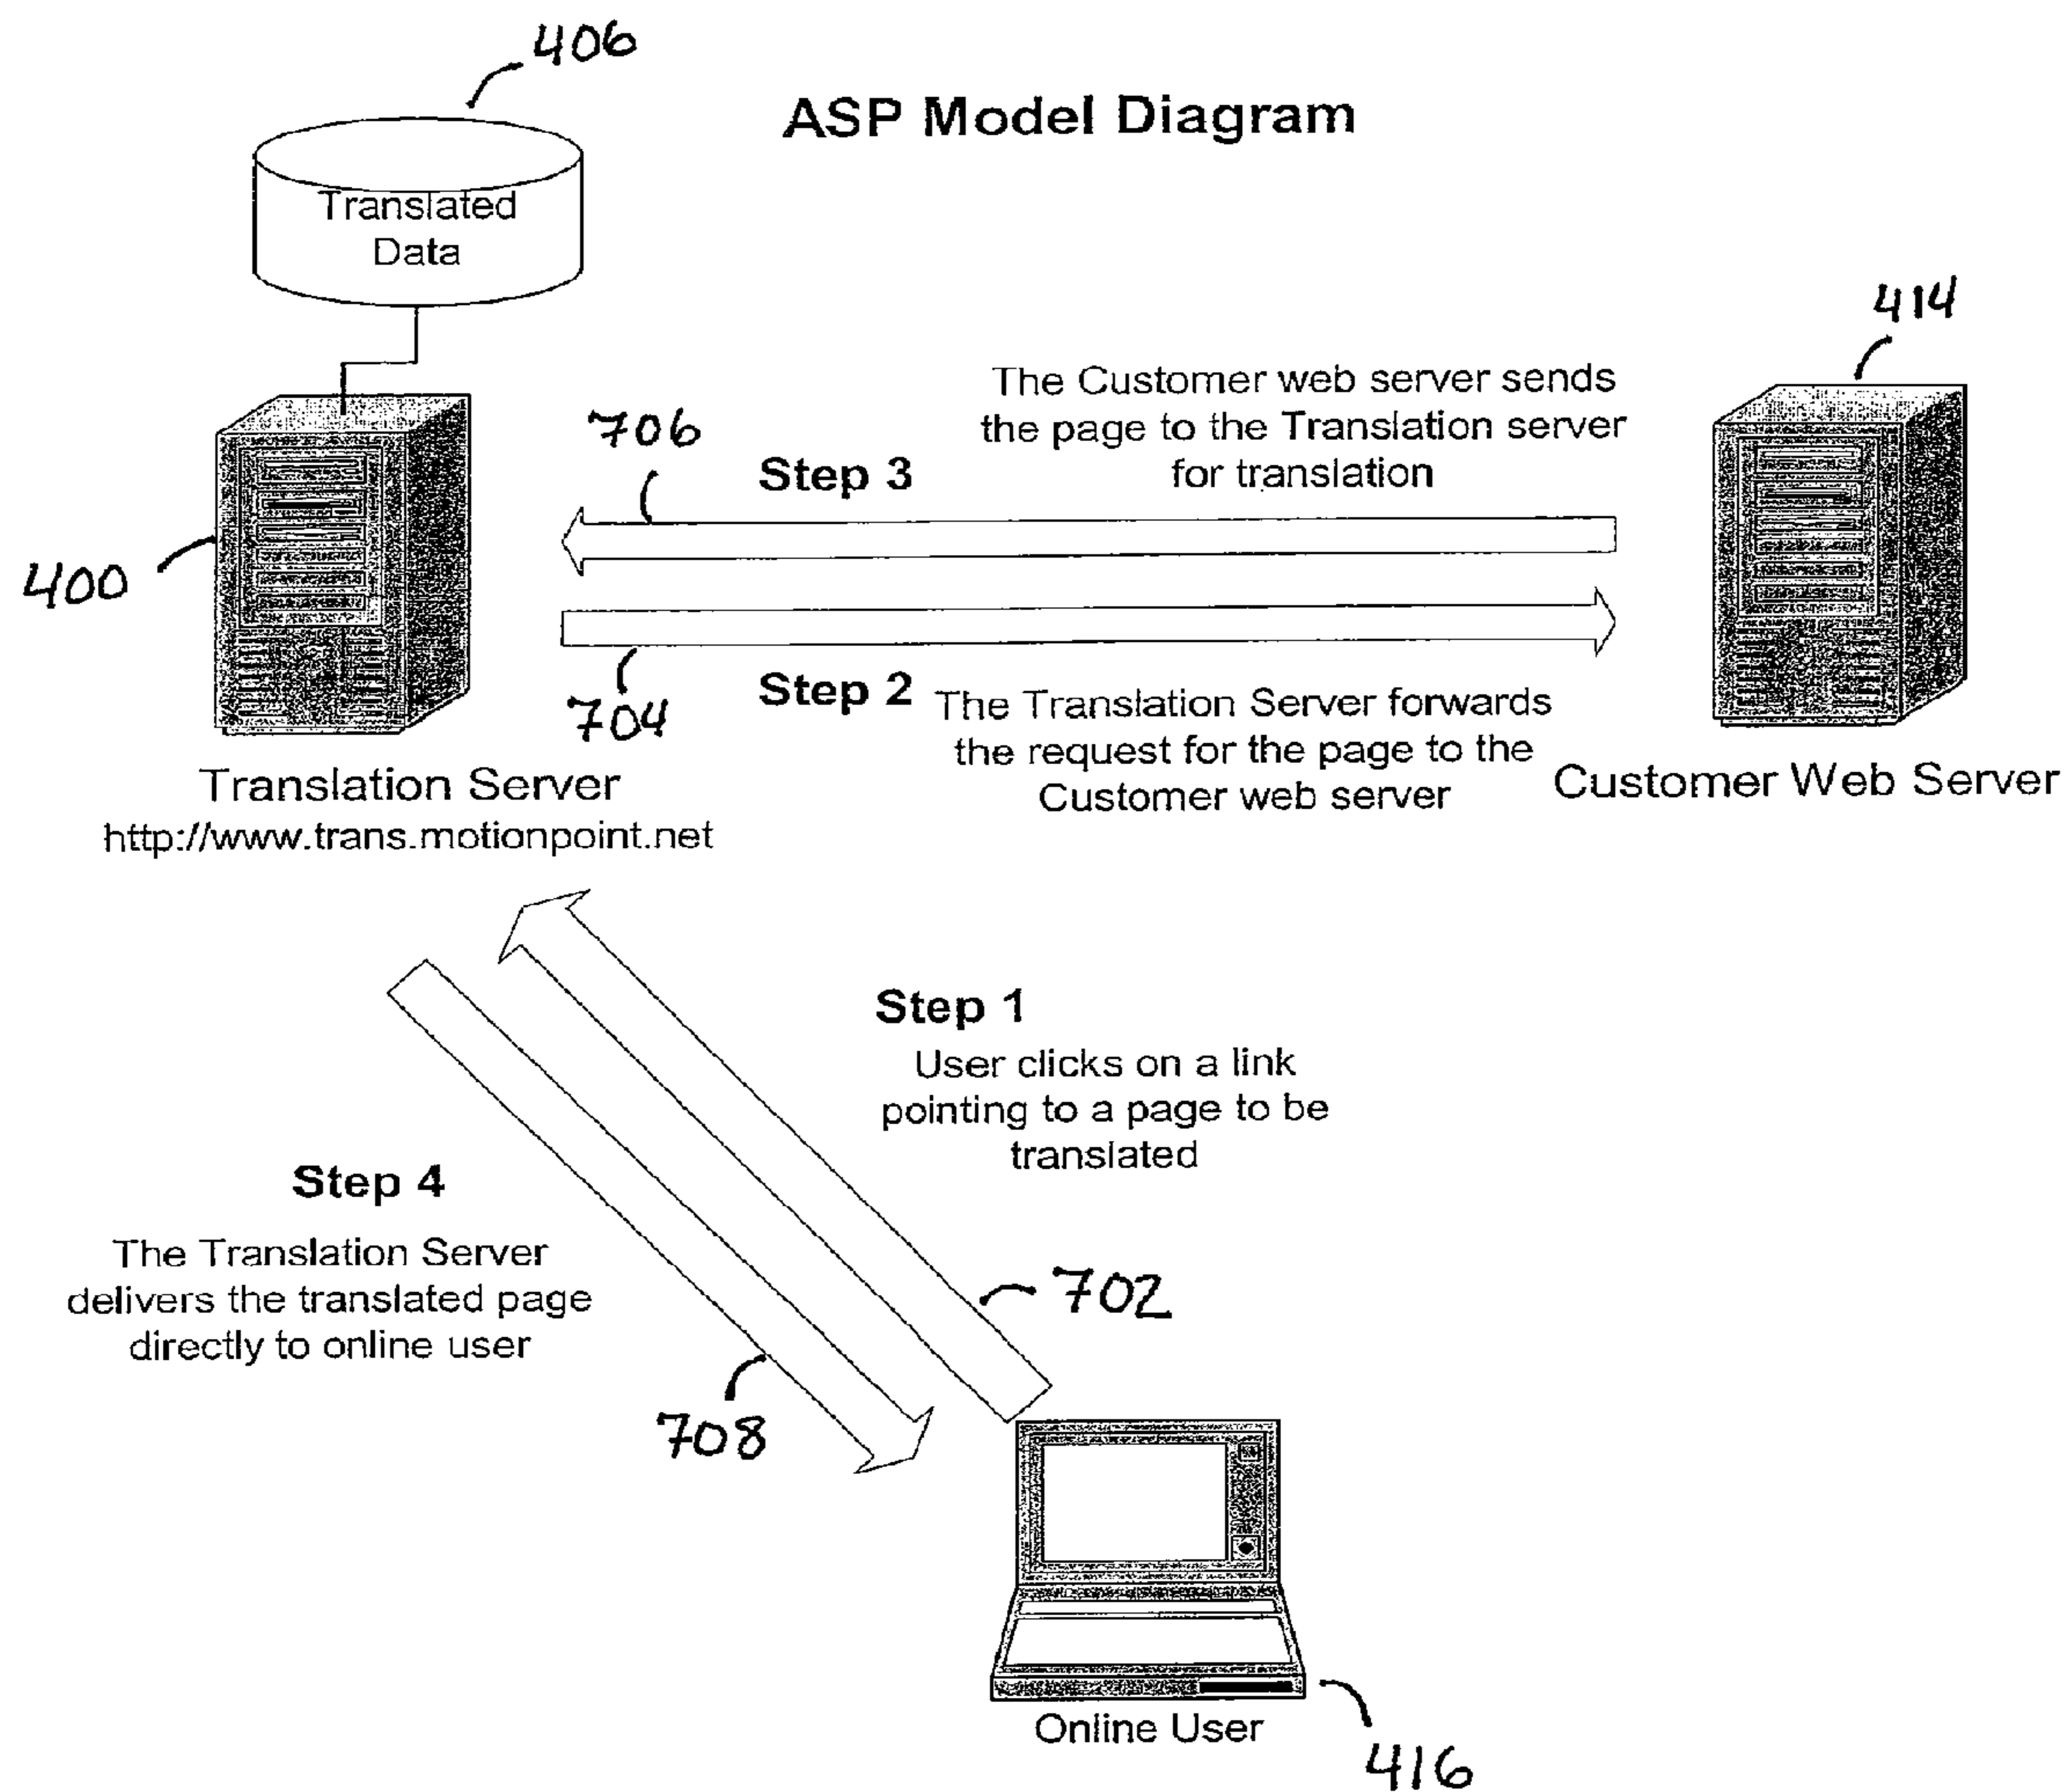 406
ASP Model Diagram
Translated
Data
414
The Customer web server sends
the page to the Translation server
for translation
706
Step 3
400
704
Step 2
The Translation Server forwards
the request for the page to the
Customer web server
Translation Server
http://www.trans.motionpoint.net
Customer Web Server
Step 1
User clicks on a link
pointing to a page to be
translated
Step 4
The Translation Server
delivers the translated page
directly to online user
702
708
Online User
416